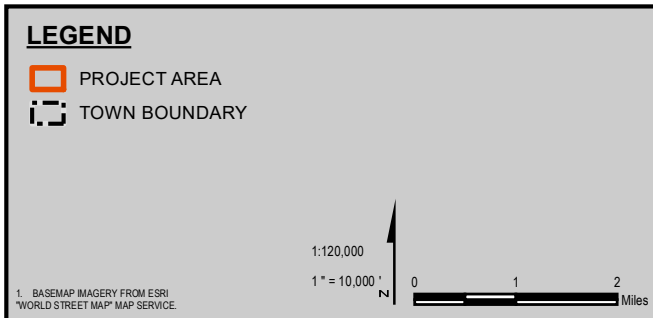 LEGEND
PROJECT AREA
TOWN BOUNDARY
1:120,000
1 " = 10,000 '
N
0 1 2
Miles
1. BASEMAP IMAGERY FROM ESRI
"WORLD STREET MAP" MAP SERVICE.